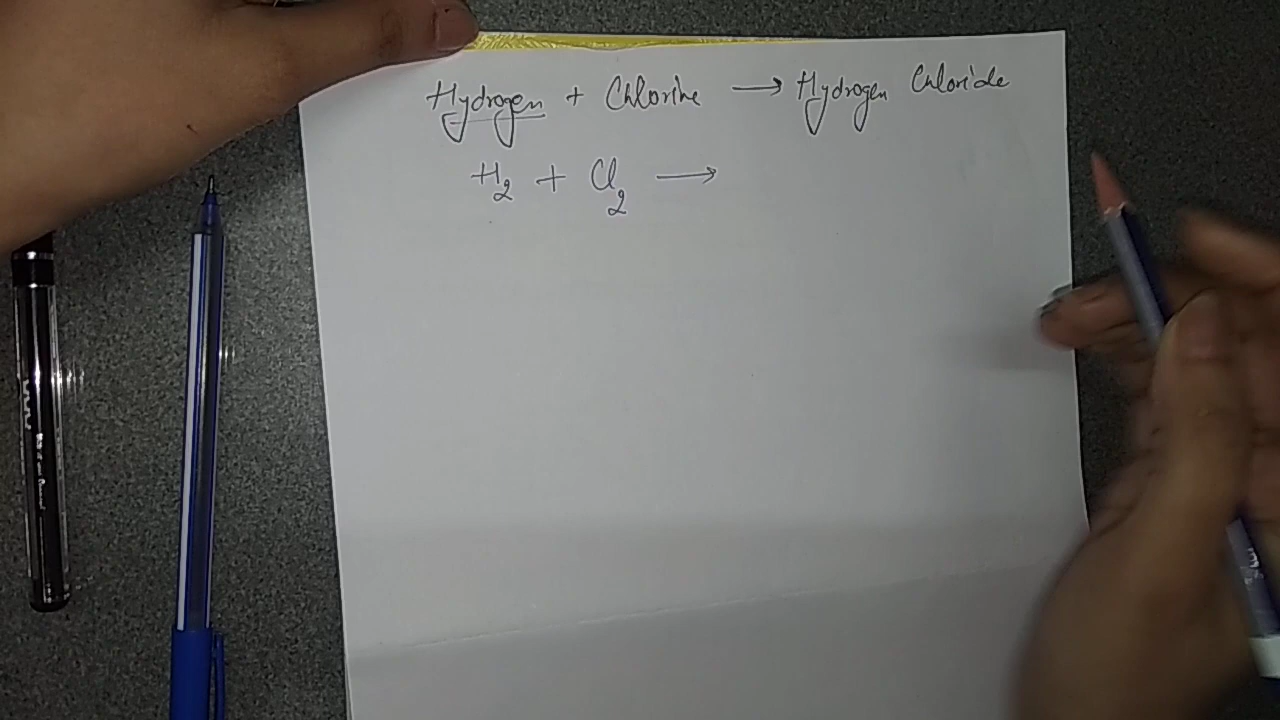 Hydrogen + Chlorine → Hydrogen Chloride
H₂ + Cl₂ →